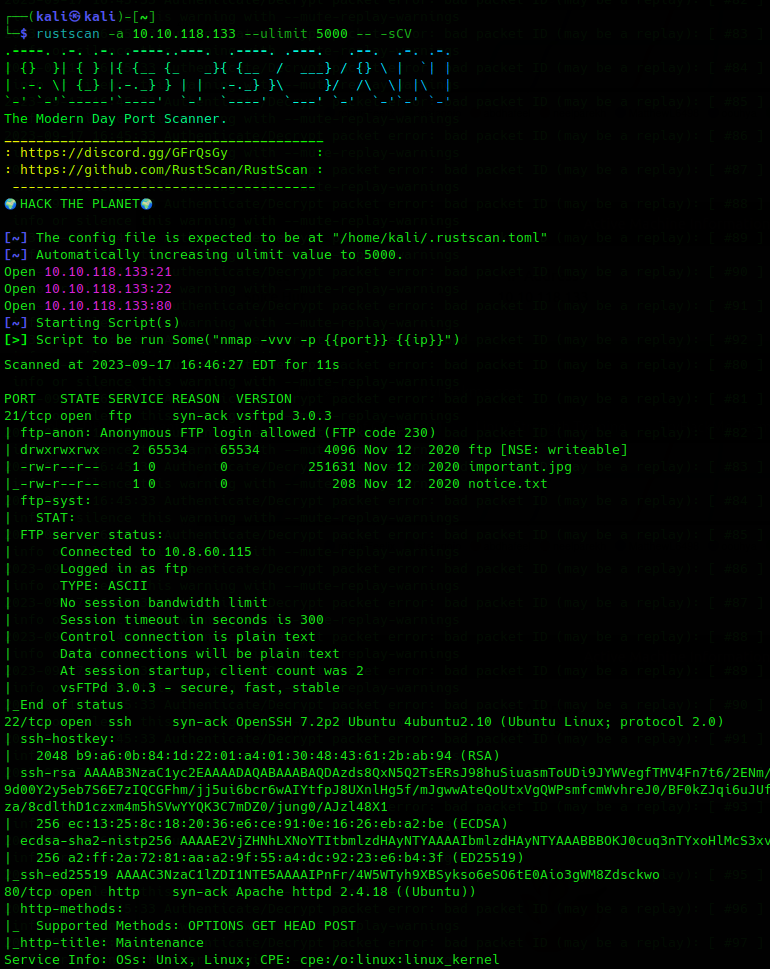 ┌──(kali㉿kali)-[~]
└─$ rustscan -a 10.10.118.133 --ulimit 5000 -- -sCV
.----. .-. .-. .----..---.  .----. .---.   .--.  .-. .-.
| {}  }| { } |{ {__ {_   _}{ {__  /  ___} / {} \ |  `| |
| .-. \| {_} |.-._} } | |  .-._} }\     }/  /\  \| |\  |
`-' `-'`-----'`----'  `-'  `----'  `---' `-'  `-'`-' `-'
The Modern Day Port Scanner.
________________________________________
: https://discord.gg/GFrQsGy           :
: https://github.com/RustScan/RustScan :
 --------------------------------------
🌍HACK THE PLANET🌍
[~] The config file is expected to be at "/home/kali/.rustscan.toml"
[~] Automatically increasing ulimit value to 5000.
Open 10.10.118.133:21
Open 10.10.118.133:22
Open 10.10.118.133:80
[~] Starting Script(s)
[>] Script to be run Some("nmap -vvv -p {{port}} {{ip}}")
Scanned at 2023-09-17 16:46:27 EDT for 11s
PORT   STATE SERVICE REASON  VERSION
21/tcp open  ftp     syn-ack vsftpd 3.0.3
| ftp-anon: Anonymous FTP login allowed (FTP code 230)
| drwxrwxrwx    2 65534    65534        4096 Nov 12  2020 ftp [NSE: writeable]
| -rw-r--r--    1 0        0          251631 Nov 12  2020 important.jpg
|_-rw-r--r--    1 0        0             208 Nov 12  2020 notice.txt
| ftp-syst:
|   STAT:
| FTP server status:
|      Connected to 10.8.60.115
|      Logged in as ftp
|      TYPE: ASCII
|      No session bandwidth limit
|      Session timeout in seconds is 300
|      Control connection is plain text
|      Data connections will be plain text
|      At session startup, client count was 2
|      vsFTPd 3.0.3 - secure, fast, stable
|_End of status
22/tcp open  ssh     syn-ack OpenSSH 7.2p2 Ubuntu 4ubuntu2.10 (Ubuntu Linux; protocol 2.0)
| ssh-hostkey:
|   2048 b9:a6:0b:84:1d:22:01:a4:01:30:48:43:61:2b:ab:94 (RSA)
| ssh-rsa AAAAB3NzaC1yc2EAAAADAQABAAABAQDAzds8QxN5Q2TsERsJ98huSiuasmToUDi9JYWVegfTMV4Fn7t6/2ENm/
9d00Y2y5eb7S6E7zIQCGFhm/jj5ui6bcr6wAIYtfpJ8UXnlHg5f/mJgwwAteQoUtxVgQWPsmfcmWvhreJ0/BF0kZJqi6uJUf
za/8cdlthD1czxm4m5hSVwYYQK3C7mDZ0/jung0/AJzl48X1
|   256 ec:13:25:8c:18:20:36:e6:ce:91:0e:16:26:eb:a2:be (ECDSA)
| ecdsa-sha2-nistp256 AAAAE2VjZHNhLXNoYTItbmlzdHAyNTYAAAAIbmlzdHAyNTYAAABBBOKJ0cuq3nTYxoHlMcS3xv
|   256 a2:ff:2a:72:81:aa:a2:9f:55:a4:dc:92:23:e6:b4:3f (ED25519)
|_ssh-ed25519 AAAAC3NzaC1lZDI1NTE5AAAAIPnFr/4W5WTyh9XBSykso6eSO6tE0Aio3gWM8Zdsckwo
80/tcp open  http    syn-ack Apache httpd 2.4.18 ((Ubuntu))
| http-methods:
|_  Supported Methods: OPTIONS GET HEAD POST
|_http-title: Maintenance
Service Info: OSs: Unix, Linux; CPE: cpe:/o:linux:linux_kernel